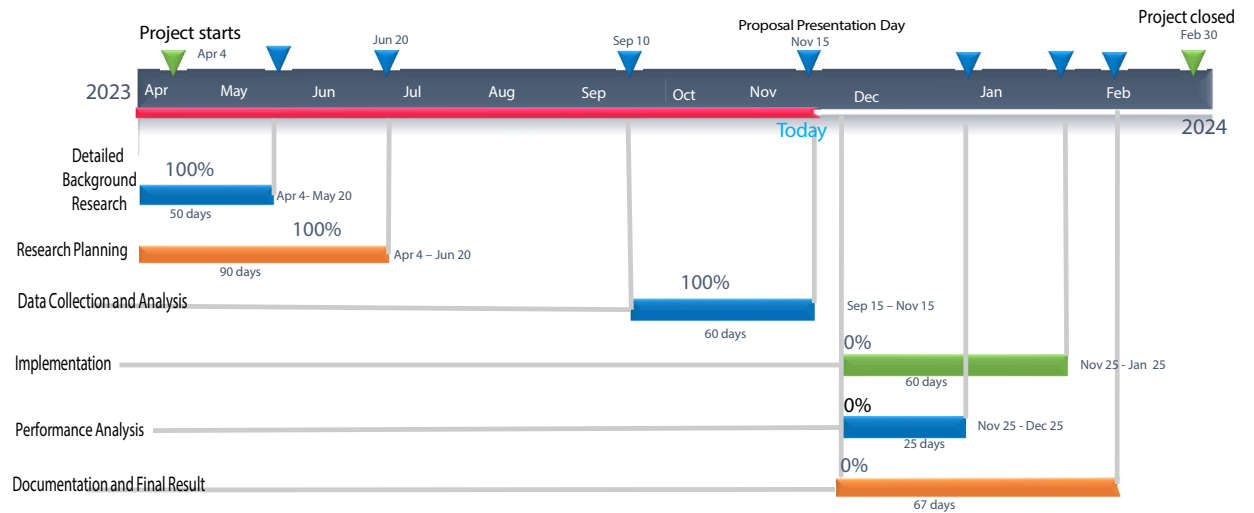 Project starts
Apr 4
Jun 20
Sep 10
Proposal Presentation Day
Nov 15
Project closed
Feb 30
2023
Apr
May
Jun
Jul
Aug
Sep
Oct
Nov
Dec
Jan
Feb
2024
Today
Detailed
Background
Research
100%
50 days
Apr 4- May 20
Research Planning
100%
90 days
Apr 4 – Jun 20
Data Collection and Analysis
100%
60 days
Sep 15 – Nov 15
Implementation
0%
60 days
Nov 25 - Jan 25
Performance Analysis
0%
25 days
Nov 25 - Dec 25
Documentation and Final Result
0%
67 days